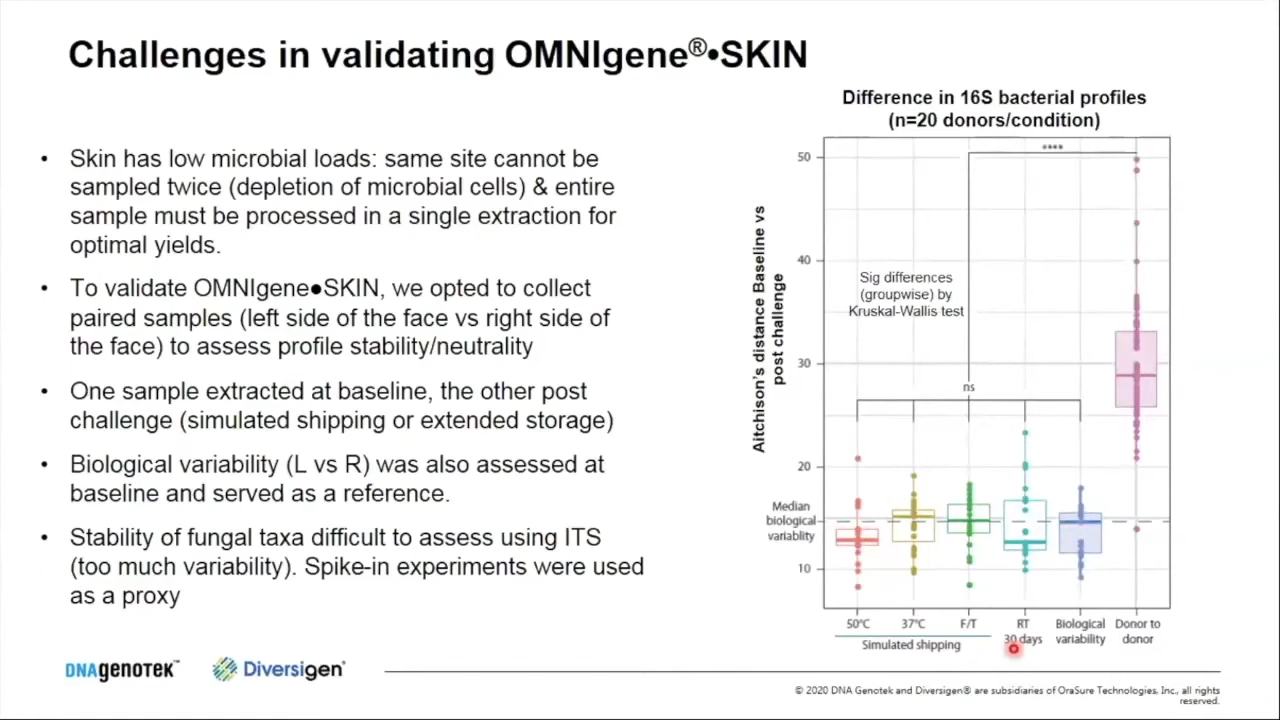 Challenges in validating OMNIgene®•SKIN
• Skin has low microbial loads: same site cannot be
sampled twice (depletion of microbial cells) & entire
sample must be processed in a single extraction for
optimal yields.
• To validate OMNIgene●SKIN, we opted to collect
paired samples (left side of the face vs right side of
the face) to assess profile stability/neutrality
• One sample extracted at baseline, the other post
challenge (simulated shipping or extended storage)
• Biological variability (L vs R) was also assessed at
baseline and served as a reference.
• Stability of fungal taxa difficult to assess using ITS
(too much variability). Spike-in experiments were used
as a proxy
Difference in 16S bacterial profiles
(n=20 donors/condition)
Aitchison's distance Baseline vs
post challenge
50
40
30
20
10
Median
biological
variablity
****
Sig differences
(groupwise) by
Kruskal-Wallis test
ns
50°C
37°C
F/T
RT
30 days
Biological
variability
Donor to
donor
Simulated shipping
DNAgenotek™
Diversigen®
© 2020 DNA Genotek and Diversigen® are subsidiaries of OraSure Technologies, Inc., all rights
reserved.